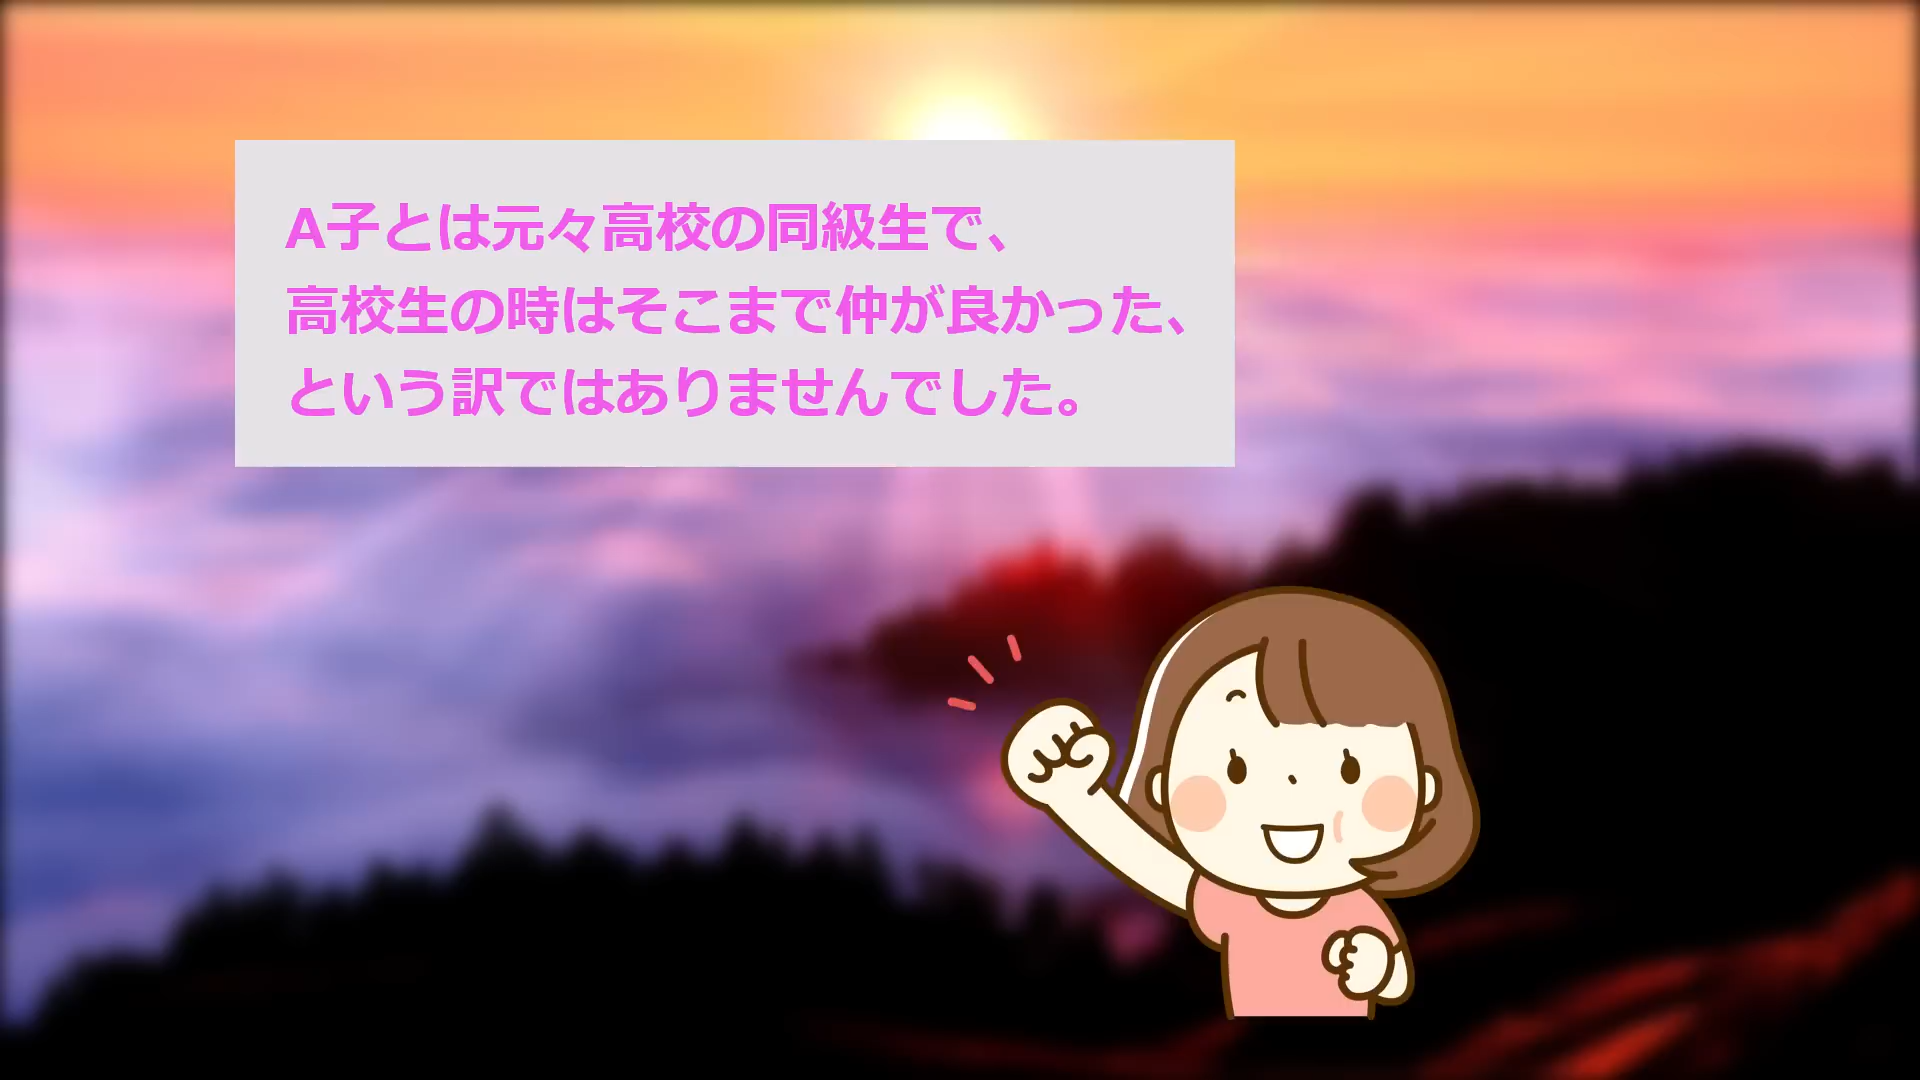 A子とは元々高校の同級生で、
高校生の時はそこまで仲が良かった、
という訳ではありませんでした。